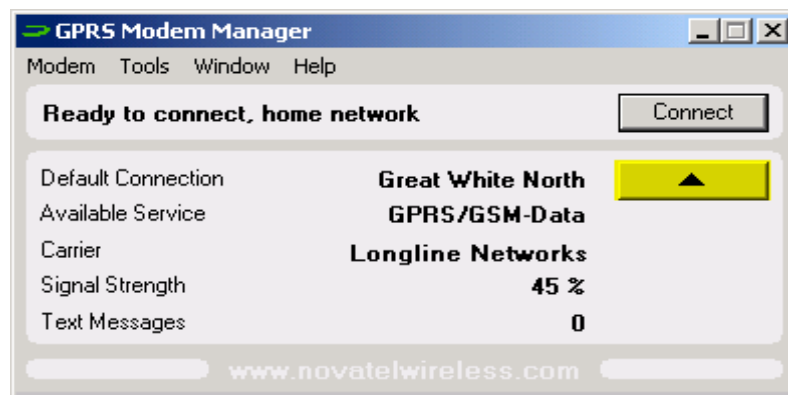 GPRS Modem Manager
Modem Tools Window Help
Ready to connect, home network Connect
Default Connection Great White North
Available Service GPRS/GSM-Data
Carrier Longline Networks
Signal Strength 45 %
Text Messages 0
www.novatelwireless.com